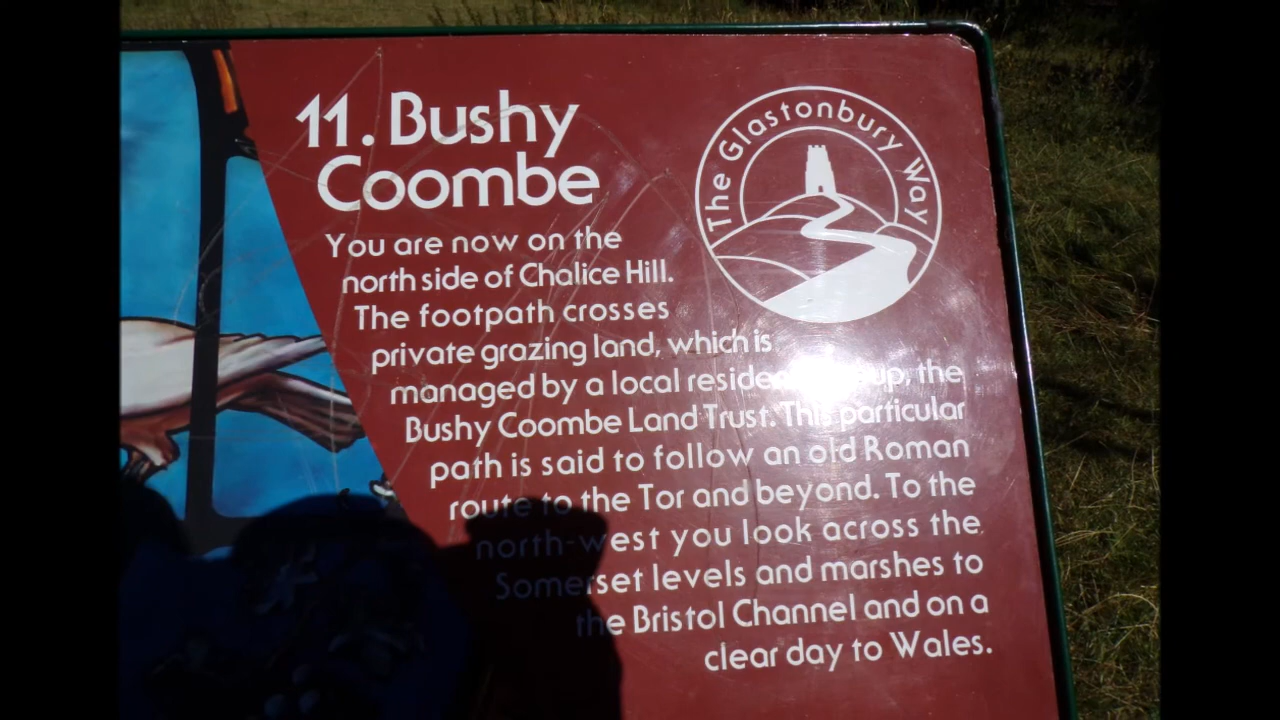 11. Bushy
Coombe
The Glastonbury Way
You are now on the
north side of Chalice Hill.
The footpath crosses
private grazing land, which is
managed by a local the
Bushy Coombe Land Trust. This particular
path is said to follow an old Roman
route to the Tor and beyond. To the
north-west you look across the
Somerset levels and marshes to
the Bristol Channel and on a
clear day to Wales.